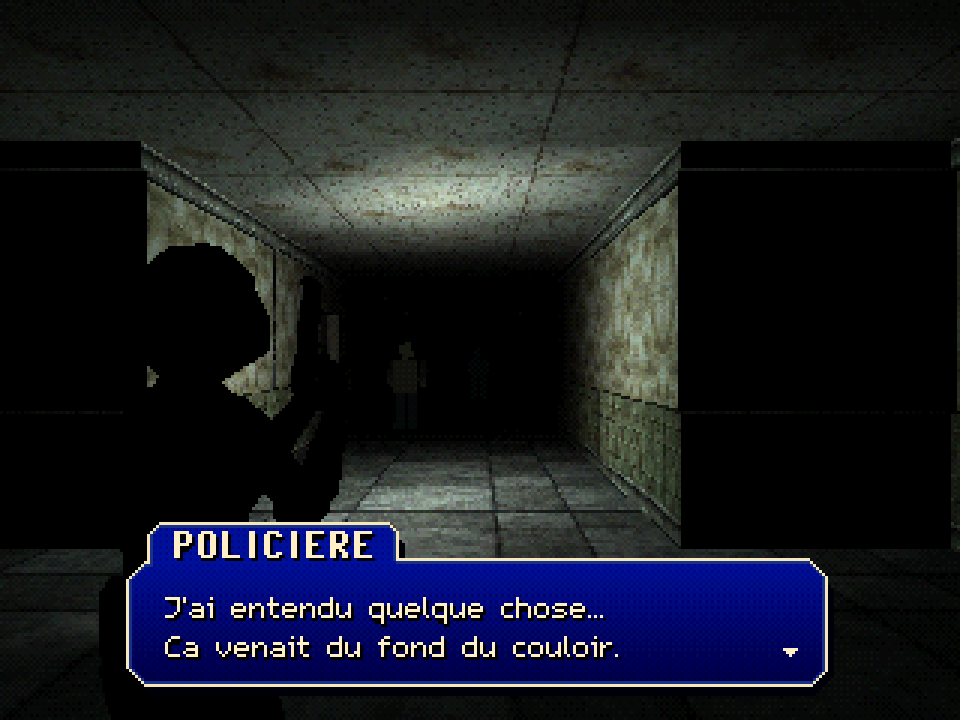 POLICIERE
J'ai entendu quelque chose...
Ca venait du fond du couloir.